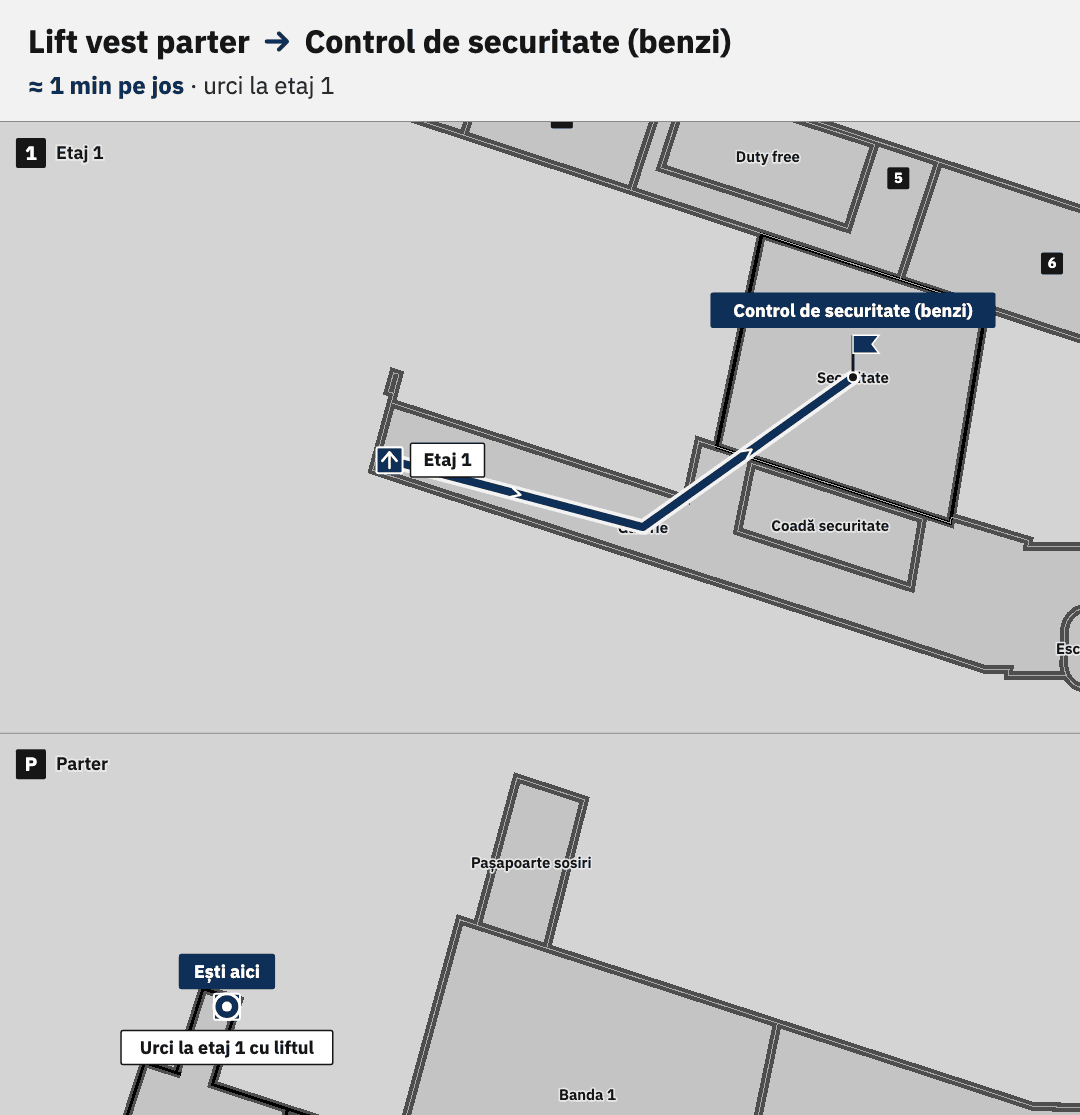 Lift vest parter → Control de securitate (benzi)
≈ 1 min pe jos · urci la etaj 1
1 Etaj 1
Duty free
5
6
Control de securitate (benzi)
Securitate
Etaj 1
Coadă securitate
Esc
P Parter
Pașapoarte sosiri
Ești aici
Urci la etaj 1 cu liftul
Banda 1